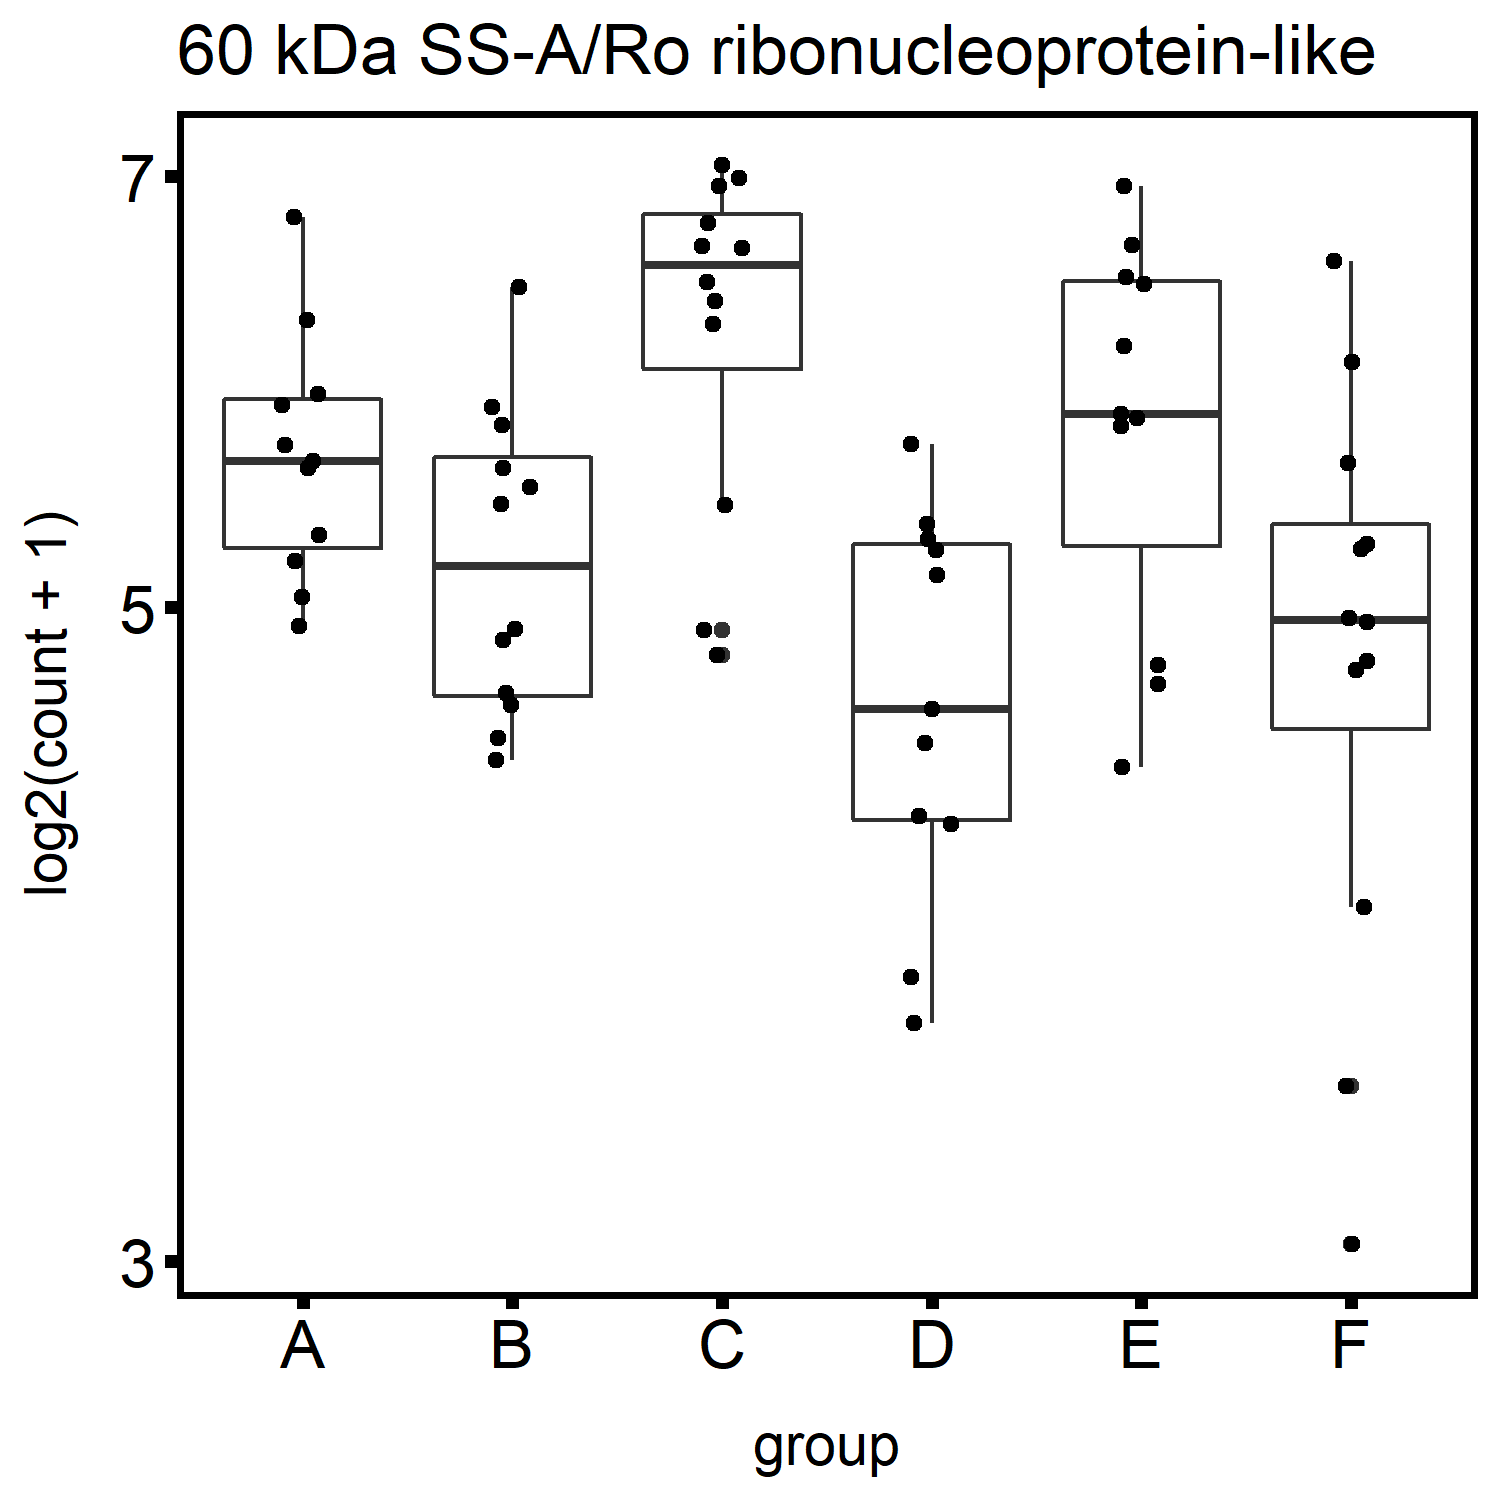 60 kDa SS-A/Ro ribonucleoprotein-like
7
5
3
log2(count + 1)
A B C D E F
group